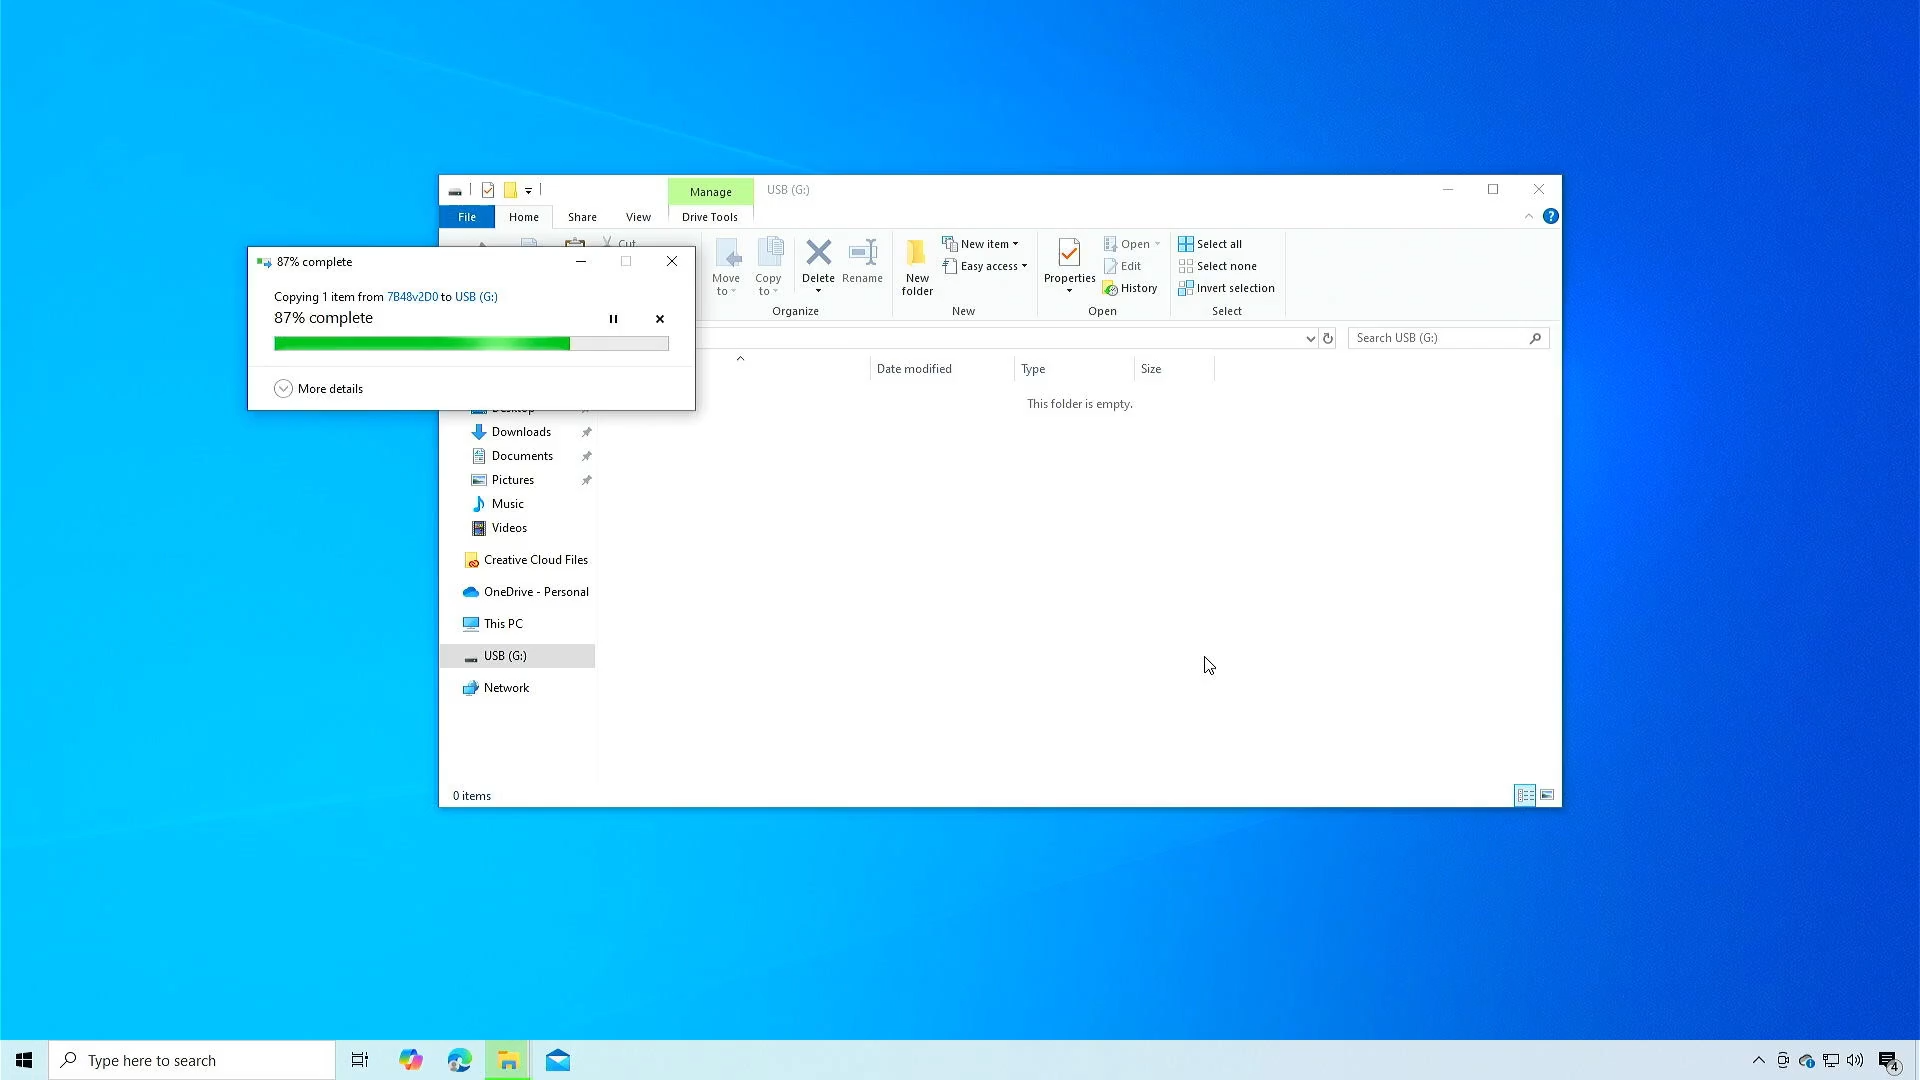 Manage
USB (G:)
File
Home
Share
View
Drive Tools
Cut
Move to
Copy to
Delete
Rename
Organize
New folder
New item
Easy access
New
Properties
Open
Edit
History
Open
Select all
Select none
Invert selection
Select
87% complete
Copying 1 item from 7B48v2D0 to USB (G:)
87% complete
More details
Search USB (G:)
Date modified
Type
Size
This folder is empty.
Desktop
Downloads
Documents
Pictures
Music
Videos
Creative Cloud Files
OneDrive - Personal
This PC
USB (G:)
Network
0 items
Type here to search
4